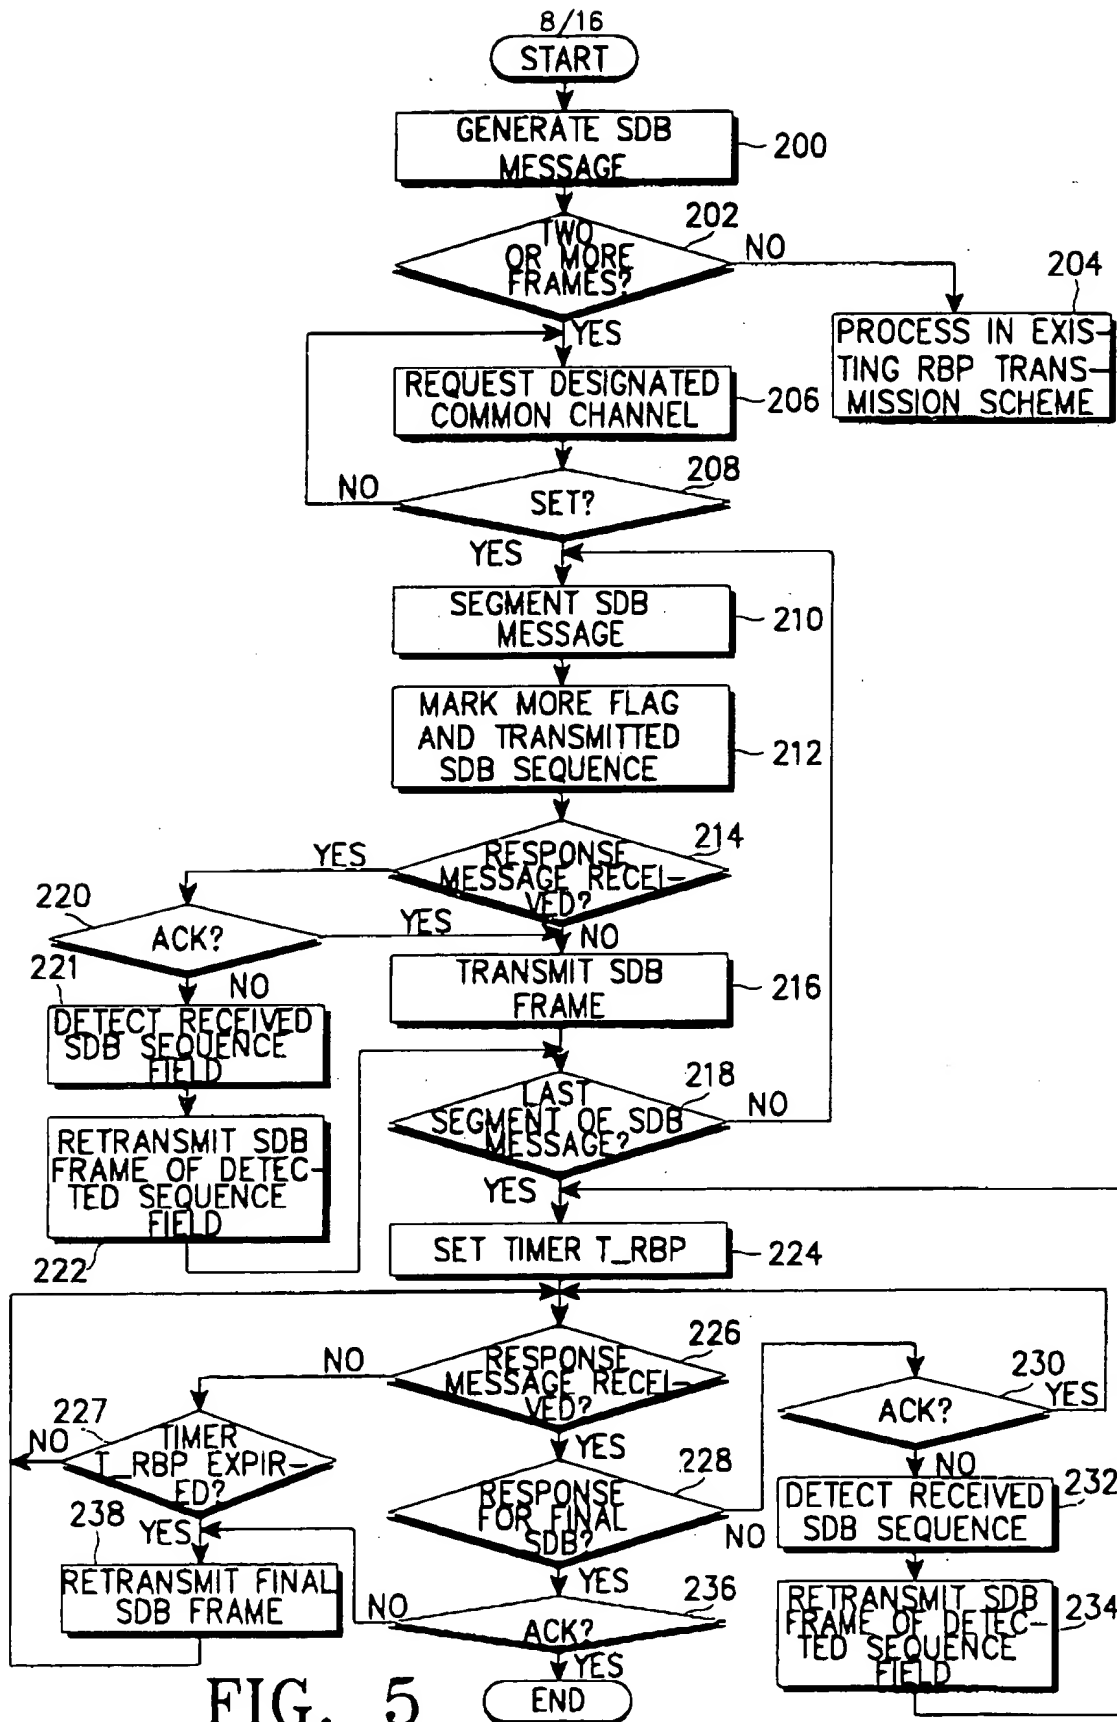 8/16
START
GENERATE SDB
MESSAGE
200
TWO
OR MORE
FRAMES?
202
NO
204
PROCESS IN EXIS-
TING RBP TRANS-
MISSION SCHEME
YES
REQUEST DESIGNATED
COMMON CHANNEL
206
208
NO
SET?
YES
SEGMENT SDB
MESSAGE
210
MARK MORE FLAG
AND TRANSMITTED
SDB SEQUENCE
212
214
YES
RESPONSE
MESSAGE RECEI-
VED?
220
ACK?
YES
NO
221
NO
TRANSMIT SDB
FRAME
216
DETECT RECEIVED
SDB SEQUENCE
FIELD
218
LAST
SEGMENT OF SDB
MESSAGE?
NO
RETRANSMIT SDB
FRAME OF DETEC-
TED SEQUENCE
FIELD
222
YES
SET TIMER T_RBP
224
226
NO
RESPONSE
MESSAGE RECEI-
VED?
230
ACK?
YES
227
NO
TIMER
T_RBP EXPIR-
ED?
YES
228
RESPONSE
FOR FINAL
SDB?
NO
NO
232
DETECT RECEIVED
SDB SEQUENCE
238
YES
RETRANSMIT FINAL
SDB FRAME
YES
236
NO
ACK?
RETRANSMIT SDB
FRAME OF DETEC-
TED SEQUENCE
FIELD
234
YES
END
FIG. 5